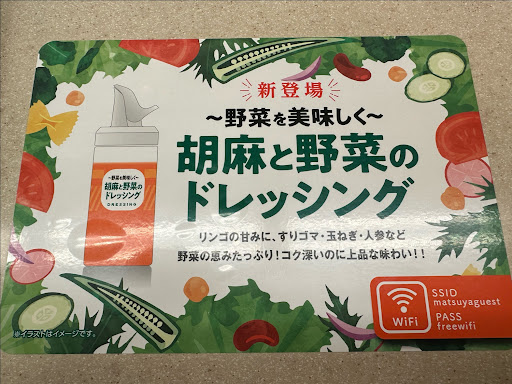 新登場
～野菜を美味しく～
胡麻と野菜の
ドレッシング
～野菜を美味しく～
胡麻と野菜の
ドレッシング
DRESSING
リンゴの甘みに、すりゴマ・玉ねぎ・人参など
野菜の恵みたっぷり!コク深いのに上品な味わい!!
※イラストはイメージです。
WiFi
SSID
matsuyaguest
PASS
freewifi